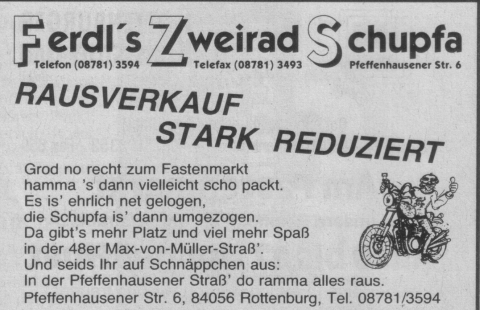 Ferdl's Zweirad Schupfa
Telefon (08781) 3594 Telefax (08781) 3493 Pfeffenhausener Str. 6
RAUSVERKAUF
STARK REDUZIERT
Grod no recht zum Fastenmarkt
hamma 's dann vielleicht scho packt.
Es is' ehrlich net gelogen,
die Schupfa is' dann umgezogen.
Da gibt's mehr Platz und viel mehr Spaß
in der 48er Max-von-Müller-Straß'.
Und seids Ihr auf Schnäppchen aus:
In der Pfeffenhausener Straß' do ramma alles raus.
Pfeffenhausener Str. 6, 84056 Rottenburg, Tel. 08781/3594